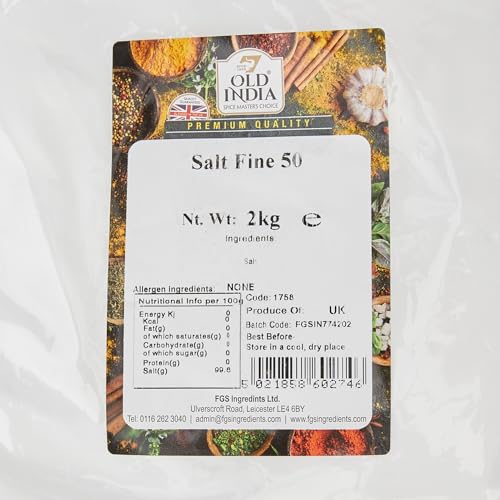 OLD
INDIA
SPICE MASTERS CHOICE
PREMIUM QUALITY
Salt Fine 50
Nt. Wt: 2kg e
Ingredients:
Salt
Allergen Ingredients: NONE
Nutritional Info per 100g
Energy Kj 0
Kcal 0
Fat(g) 0
of which saturates(g) 0
Carbohydrate(g) 0
of which sugar(g) 0
Protein(g) 0
Salt(g) 99.8
Code: 1758
Produce Of: UK
Batch Code: FGSIN774202
Best Before
Store in a cool, dry place
5 021858 602746
FGS Ingredints Ltd.
Ulverscroft Road, Leicester LE4 6BY
Tel: 0116 262 3040 | admin@fgsingredients.com | www.fgsingredients.com